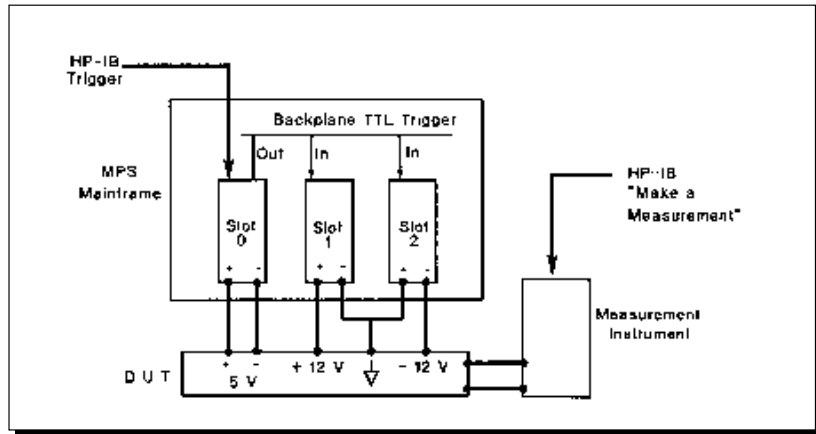 HP-IB
Trigger
Backplane TTL Trigger
Out
In
In
MPS
Mainframe
HP-IB
"Make a
Measurement"
Slot
0
Slot
1
Slot
2
+ -
+ -
+ -
Measurement
Instrument
DUT
+ -
5 V
+ 12 V
- 12 V